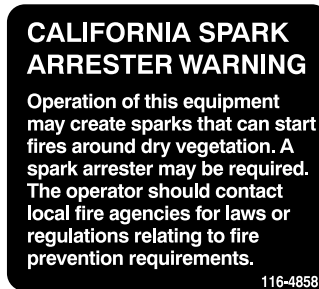 CALIFORNIA SPARK
ARRESTER WARNING
Operation of this equipment
may create sparks that can start
fires around dry vegetation. A
spark arrester may be required.
The operator should contact
local fire agencies for laws or
regulations relating to fire
prevention requirements.
116-4858